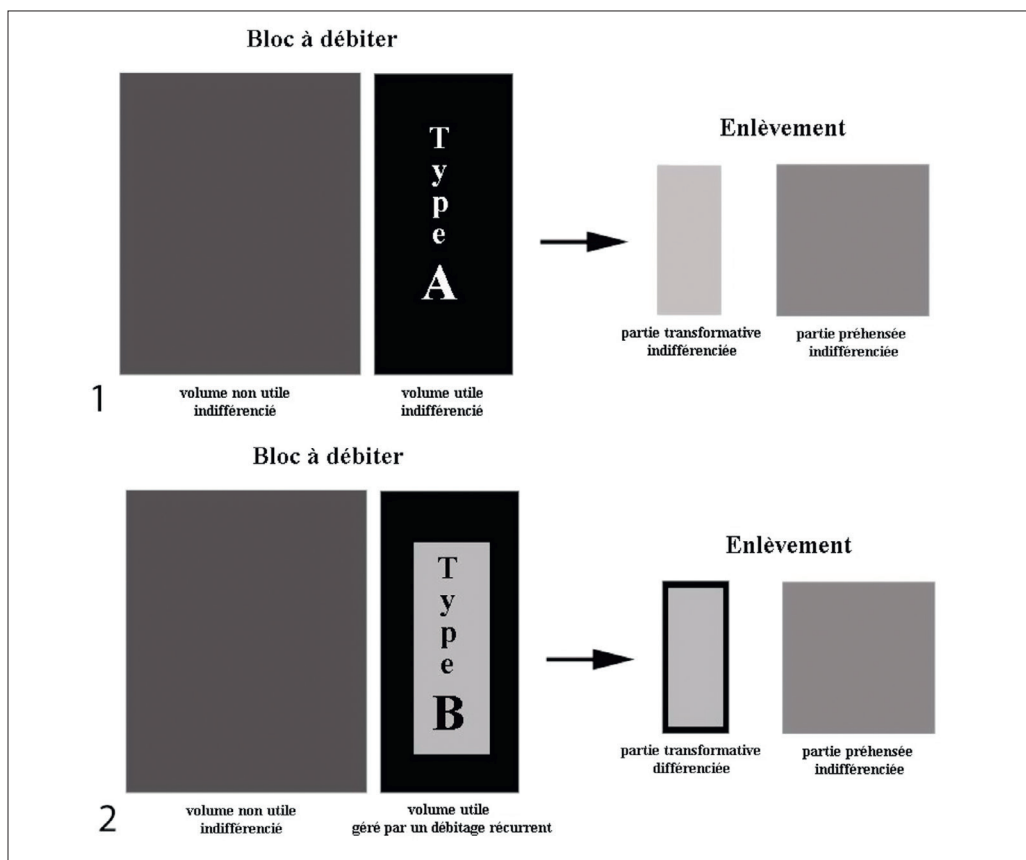 Bloc à débiter
Type A
Enlèvement
partie transformative
indifférenciée
partie préhensée
indifférenciée
1
volume non utile
indifférencié
volume utile
indifférencié
Bloc à débiter
Type B
Enlèvement
partie transformative
différenciée
partie préhensée
indifférenciée
2
volume non utile
indifférencié
volume utile
géré par un débitage récurrent